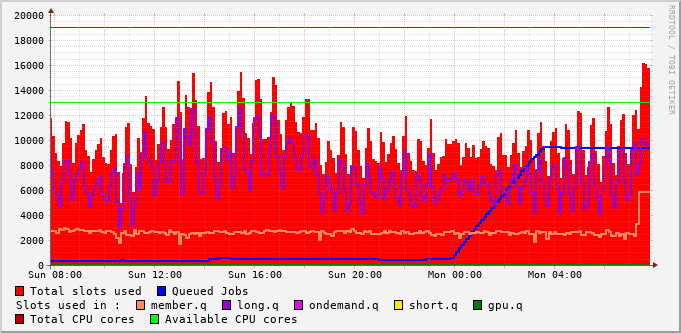 RRDTOOL / TOBI OETIKER
20000
18000
16000
14000
12000
10000
8000
6000
4000
2000
0
Sun 08:00 Sun 12:00 Sun 16:00 Sun 20:00 Mon 00:00 Mon 04:00
Total slots used Queued Jobs
Slots used in : member.q long.q ondemand.q short.q gpu.q
Total CPU cores Available CPU cores